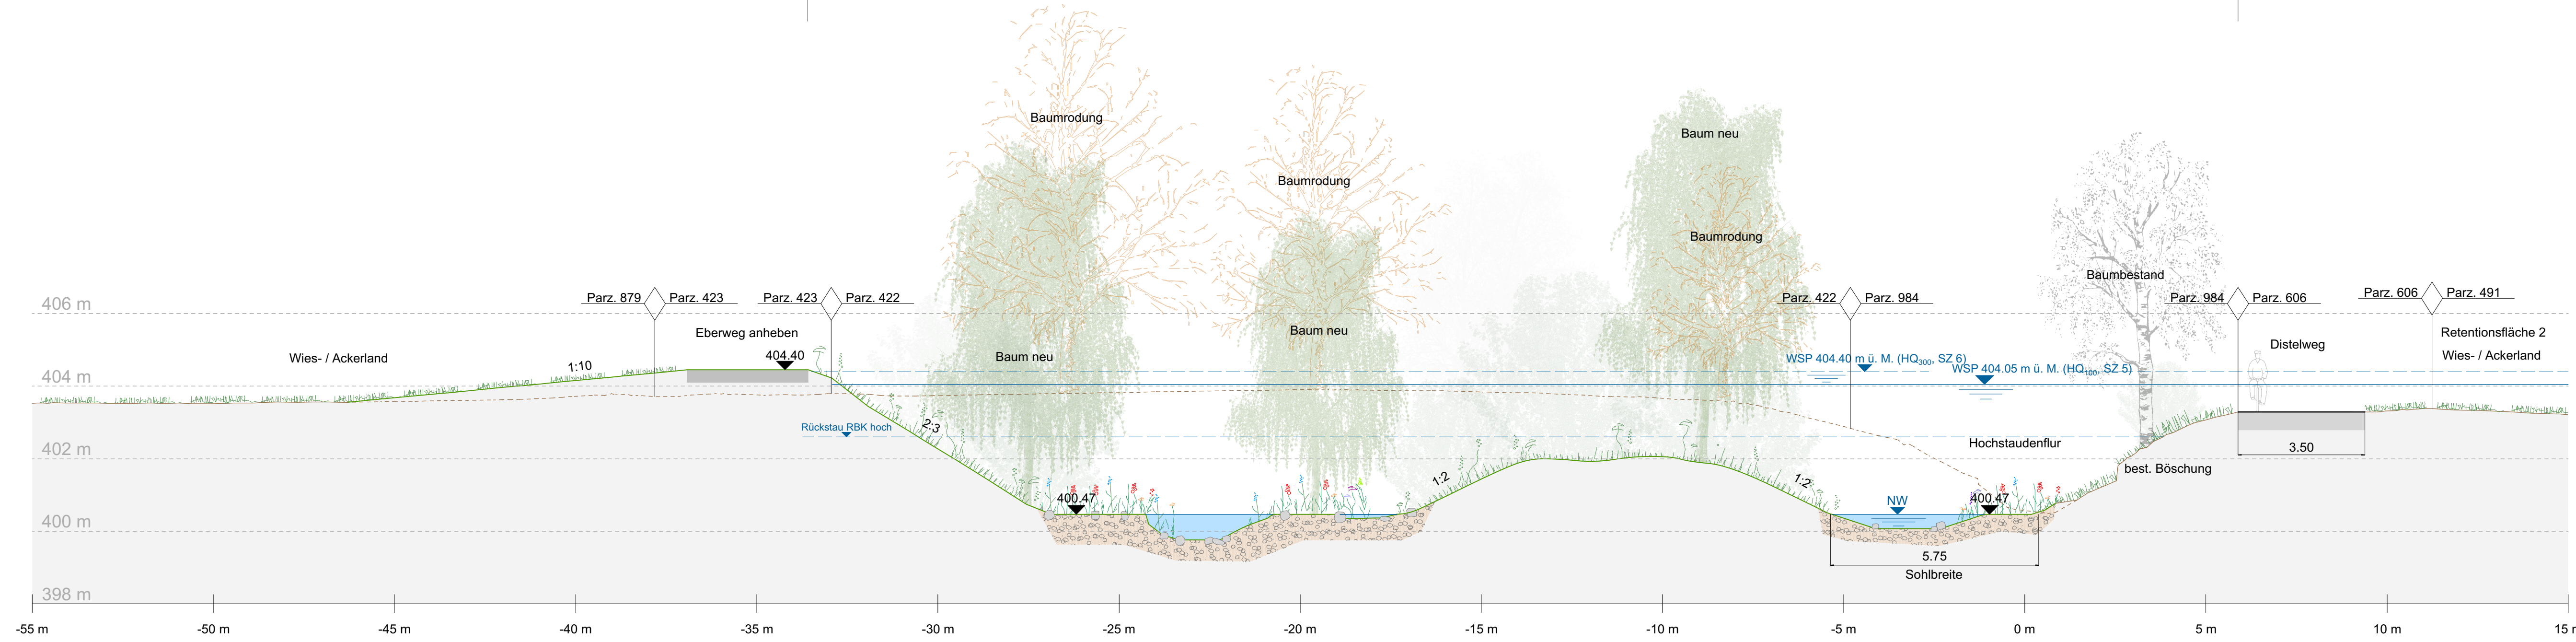 Baumrodung
Baum neu
Baumrodung
Baumrodung
Baumbestand
Parz. 879
Parz. 423
Parz. 423
Parz. 422
Parz. 422
Parz. 984
Parz. 984
Parz. 606
Parz. 606
Parz. 491
406 m
Eberweg anheben
Baum neu
Retentionsfläche 2
Distelweg
Wies- / Ackerland
404.40
Baum neu
WSP 404.40 m ü. M. (HQ300, SZ 6)
Wies- / Ackerland
1:10
WSP 404.05 m ü. M. (HQ100, SZ 5)
404 m
Rückstau RBK hoch
2:3
Hochstaudenflur
3.50
402 m
best. Böschung
1:2
1:2
400.47
NW
400.47
400 m
5.75
Sohlbreite
398 m
-55 m
-50 m
-45 m
-40 m
-35 m
-30 m
-25 m
-20 m
-15 m
-10 m
-5 m
0 m
5 m
10 m
15 m